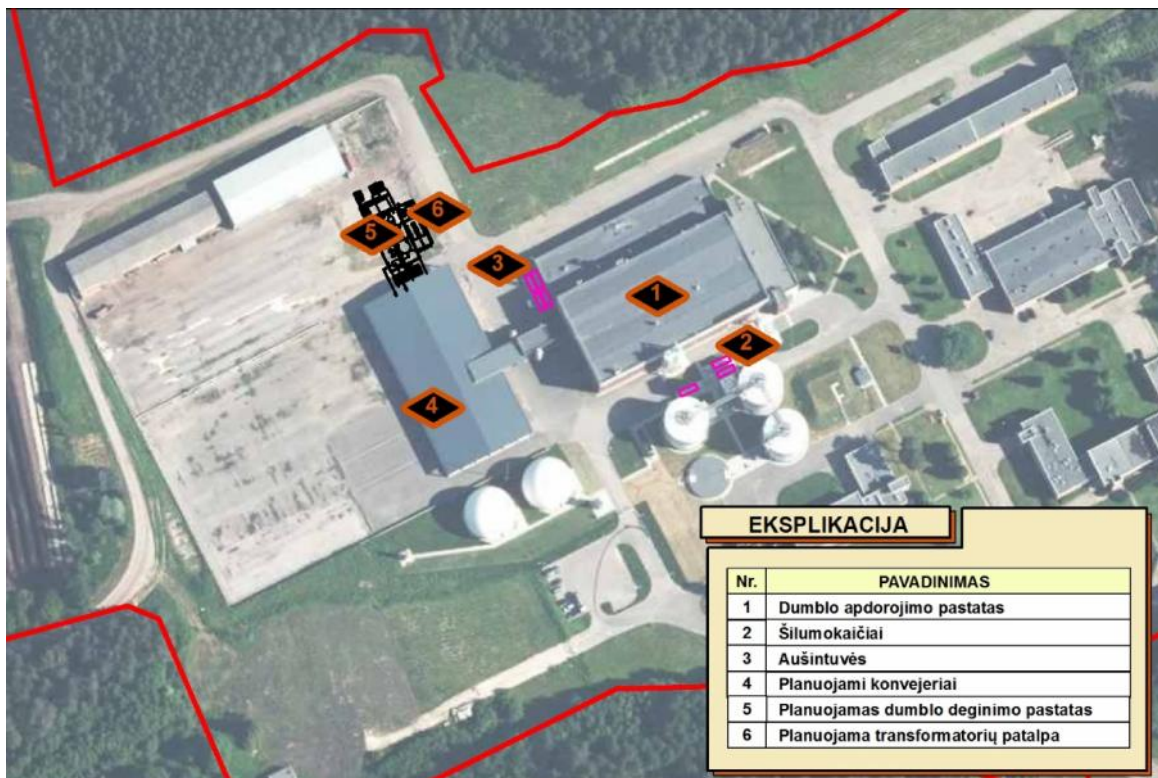 6
5
3
1
2
4
EKSPLIKACIJA
Nr. PAVADINIMAS
1 Dumblo apdorojimo pastatas
2 Šilumokaičiai
3 Aušintuvės
4 Planuojami konvejeriai
5 Planuojamas dumblo deginimo pastatas
6 Planuojama transformatorių patalpa